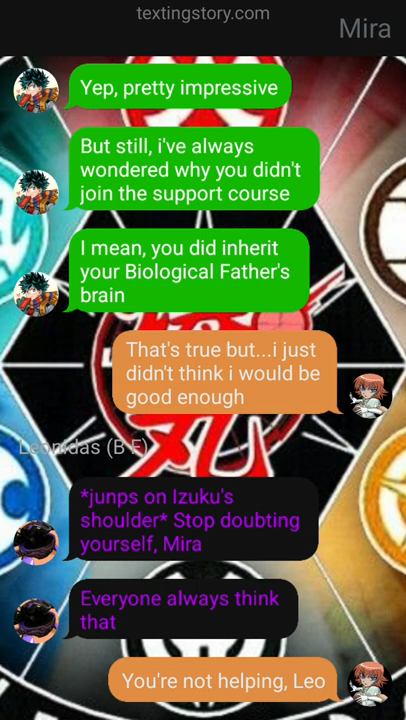 textingstory.com
Mira
Yep, pretty impressive
But still, i've always
wondered why you didn't
join the support course
I mean, you did inherit
your Biological Father's
brain
That's true but...i just
didn't think i would be
good enough
Leonidas (B F)
*junps on Izuku's
shoulder* Stop doubting
yourself, Mira
Everyone always think
that
You're not helping, Leo